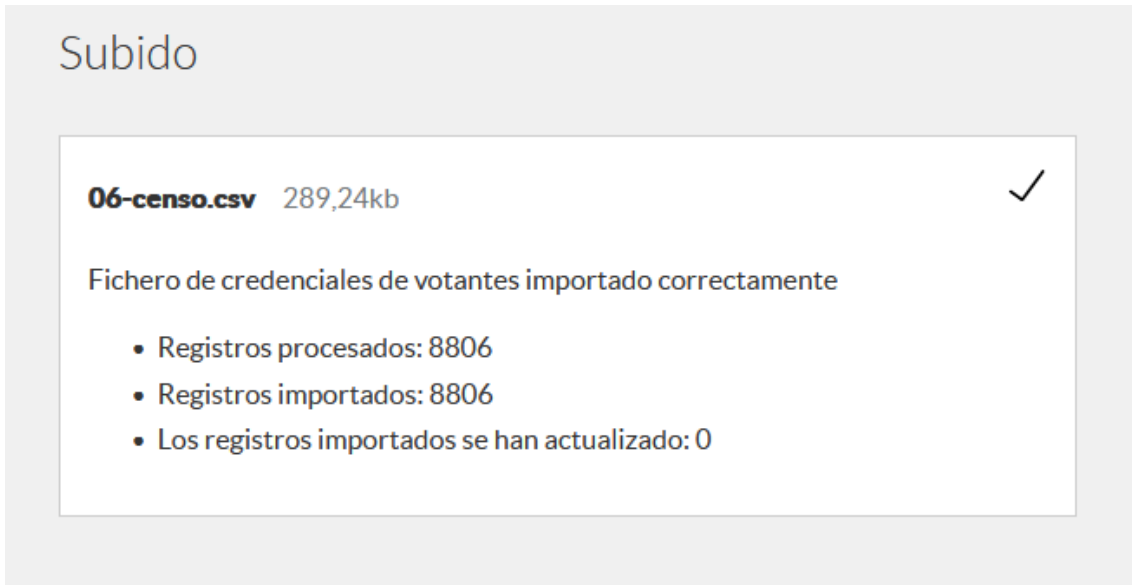 Subido
06-censo.csv 289,24kb
Fichero de credenciales de votantes importado correctamente
• Registros procesados: 8806
• Registros importados: 8806
• Los registros importados se han actualizado: 0